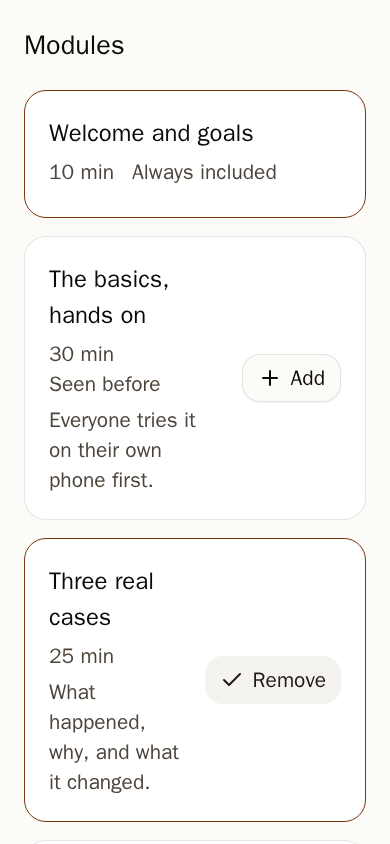 Modules
Welcome and goals
10 min Always included
The basics,
hands on
30 min
Seen before
Everyone tries it
on their own
phone first.
Add
Three real
cases
25 min
What
happened,
why, and what
it changed.
Remove